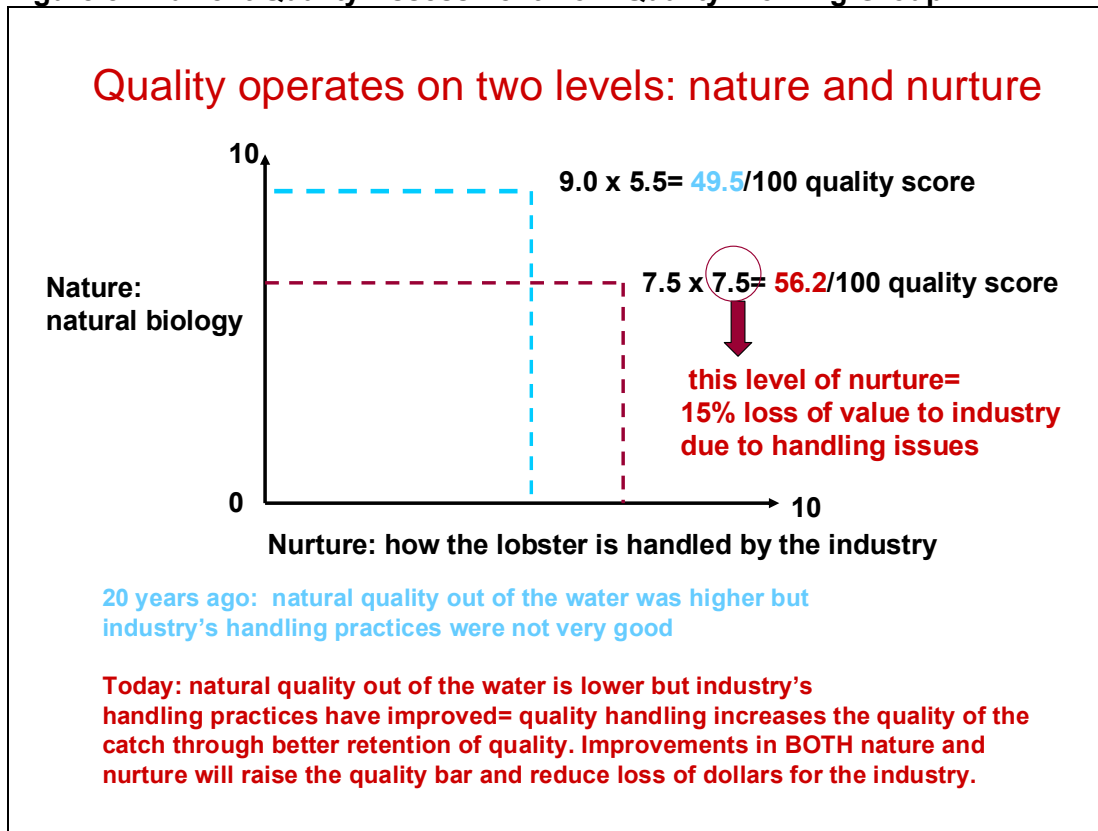 Quality operates on two levels: nature and nurture
10
9.0 x 5.5= 49.5/100 quality score
Nature:
natural biology
7.5 x 7.5= 56.2/100 quality score
this level of nurture=
15% loss of value to industry
due to handling issues
0
10
Nurture: how the lobster is handled by the industry
20 years ago: natural quality out of the water was higher but
industry's handling practices were not very good
Today: natural quality out of the water is lower but industry's
handling practices have improved= quality handling increases the quality of the
catch through better retention of quality. Improvements in BOTH nature and
nurture will raise the quality bar and reduce loss of dollars for the industry.